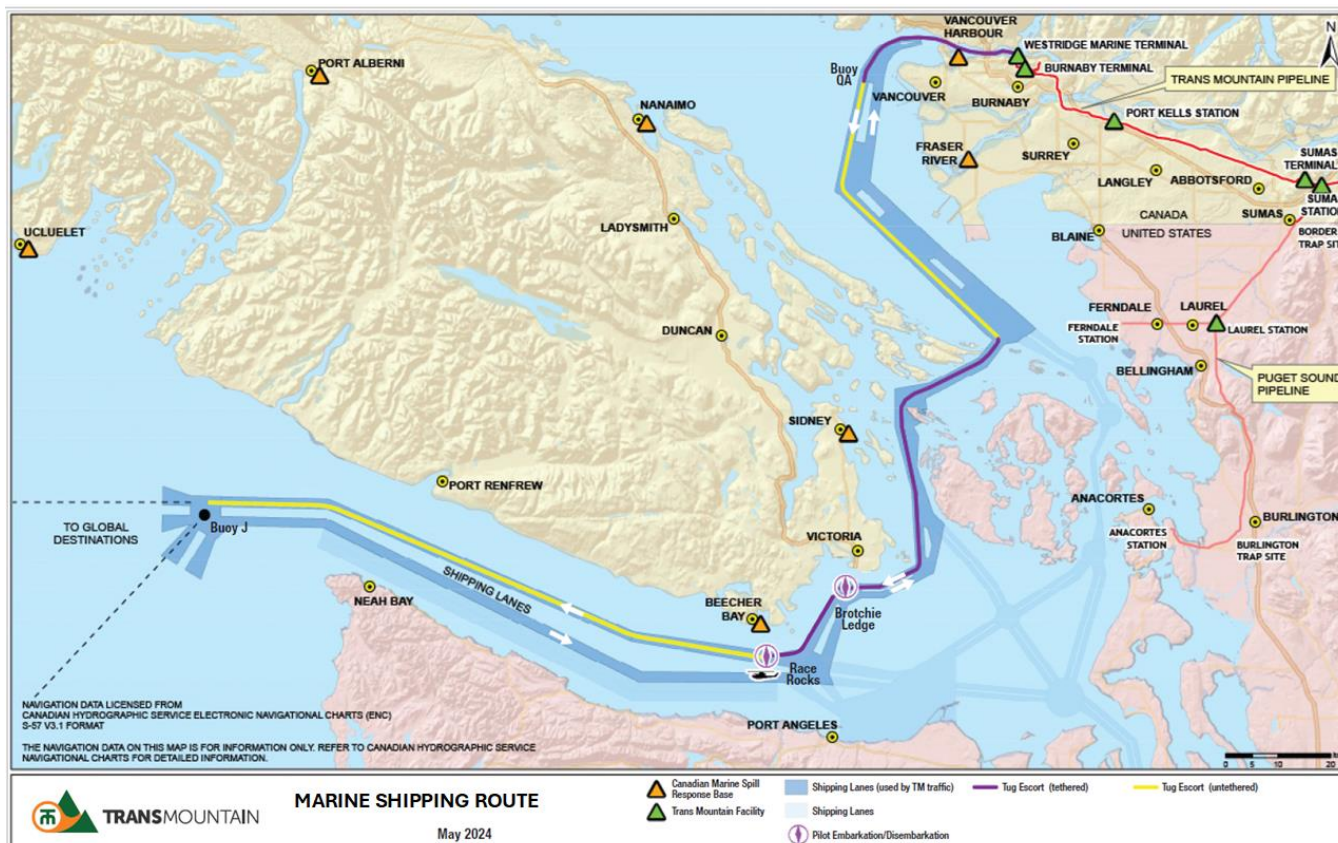 VANCOUVER
HARBOUR
WESTRIDGE MARINE TERMINAL
BURNABY TERMINAL
N
PORT ALBERNI
Buoy
QA
TRANS MOUNTAIN PIPELINE
VANCOUVER
BURNABY
NANAIMO
PORT KELLS STATION
FRASER
RIVER
SURREY
SUMAS
TERMINAL
LANGLEY
ABBOTSFORD
SUMAS
STATION
UCLUELET
LADYSMITH
CANADA
UNITED STATES
SUMAS
BLAINE
BORDER
TRAP SITE
FERNDALE
LAUREL
FERNDALE
STATION
LAUREL STATION
DUNCAN
BELLINGHAM
PUGET SOUND
PIPELINE
SIDNEY
PORT RENFREW
ANACORTES
TO GLOBAL
DESTINATIONS
Buoy J
BURLINGTON
ANACORTES
STATION
BURLINGTON
TRAP SITE
VICTORIA
SHIPPING LANES
NEAH BAY
BEECHER
BAY
Brotchie
Ledge
Race
Rocks
PORT ANGELES
NAVIGATION DATA LICENSED FROM
CANADIAN HYDROGRAPHIC SERVICE ELECTRONIC NAVIGATIONAL CHARTS (ENC)
S-57 V3.1 FORMAT
THE NAVIGATION DATA ON THIS MAP IS FOR INFORMATION ONLY. REFER TO CANADIAN HYDROGRAPHIC SERVICE
NAVIGATIONAL CHARTS FOR DETAILED INFORMATION.
0 5 10 20
TRANSMOUNTAIN
MARINE SHIPPING ROUTE
May 2024
Canadian Marine Spill
Response Base
Trans Mountain Facility
Shipping Lanes (used by TM traffic)
Shipping Lanes
Pilot Embarkation/Disembarkation
Tug Escort (tethered)
Tug Escort (untethered)